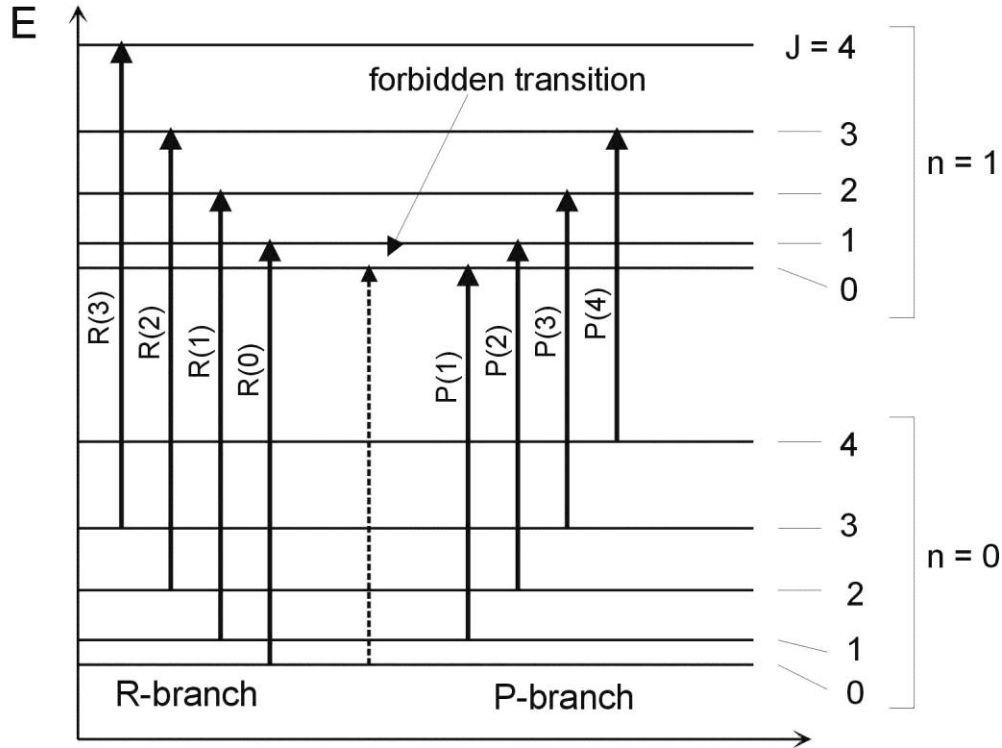 E
J = 4
forbidden transition
3
n = 1
2
1
0
R(3)
R(2)
R(1)
R(0)
P(1)
P(2)
P(3)
P(4)
4
3
n = 0
2
1
0
R-branch
P-branch